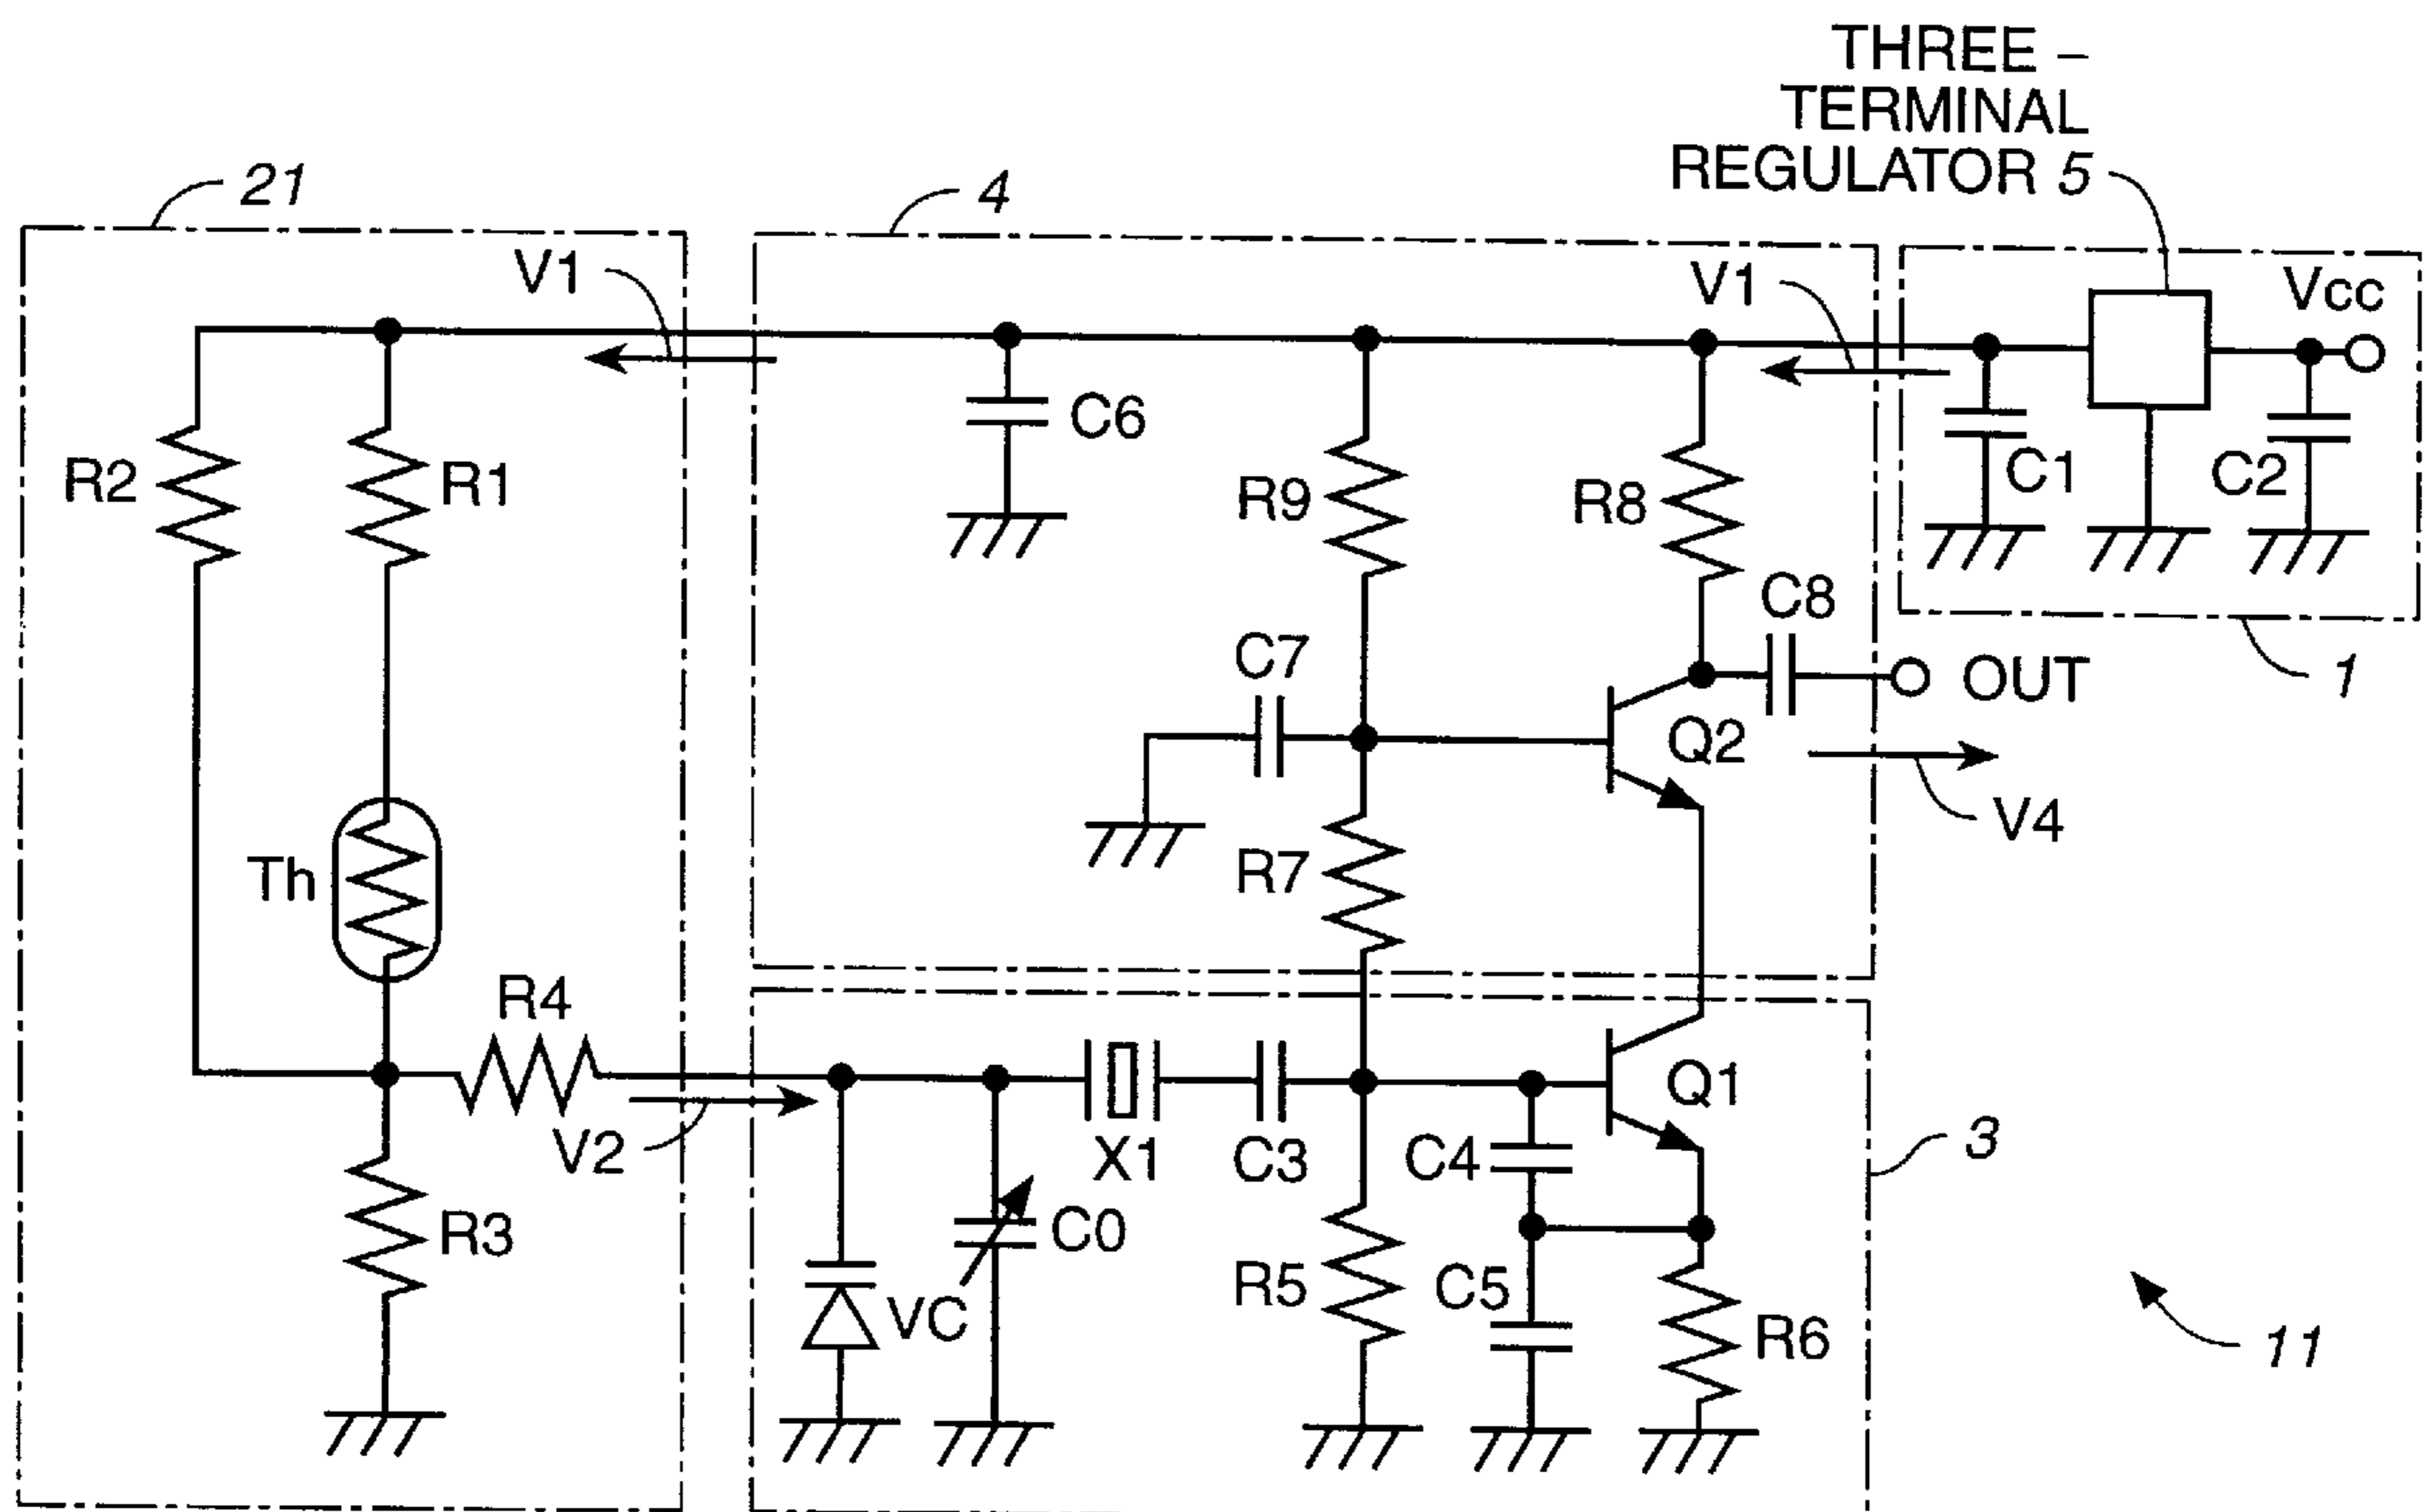 THREE –
TERMINAL
REGULATOR 5
21
4
V1
V1
Vcc
R2
R1
C6
R9
R8
C1
C2
C8
C7
OUT
1
Q2
V4
Th
R7
R4
Q1
V2
X1
C3
C4
3
R3
C0
R5
C5
VC
R6
11